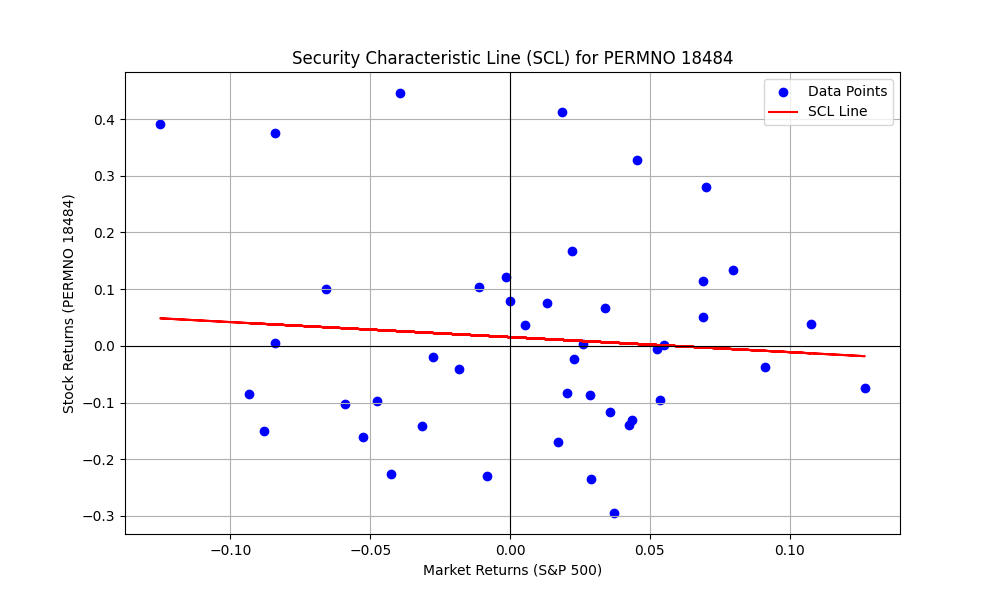 Security Characteristic Line (SCL) for PERMNO 18484
Data Points
SCL Line
Stock Returns (PERMNO 18484)
0.4
0.3
0.2
0.1
0.0
−0.1
−0.2
−0.3
−0.10 −0.05 0.00 0.05 0.10
Market Returns (S&P 500)